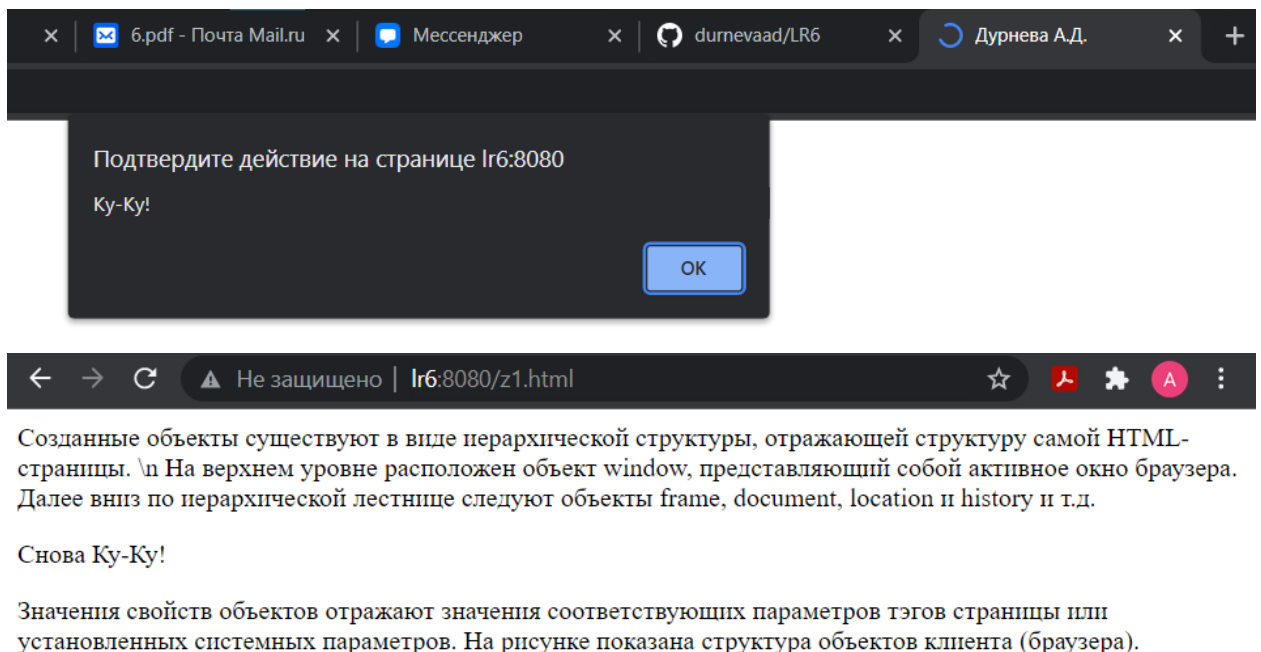 6.pdf - Почта Mail.ru
Мессенджер
durnevaad/LR6
Дурнева А.Д.
Подтвердите действие на странице lr6:8080
Ку-Ку!
ОК
Не защищено | lr6:8080/z1.html
A
Созданные объекты существуют в виде иерархической структуры, отражающей структуру самой HTML-
страницы. \n На верхнем уровне расположен объект window, представляющий собой активное окно браузера.
Далее вниз по иерархической лестнице следуют объекты frame, document, location и history и т.д.
Снова Ку-Ку!
Значения свойств объектов отражают значения соответствующих параметров тэгов страницы или
установленных системных параметров. На рисунке показана структура объектов клиента (браузера).